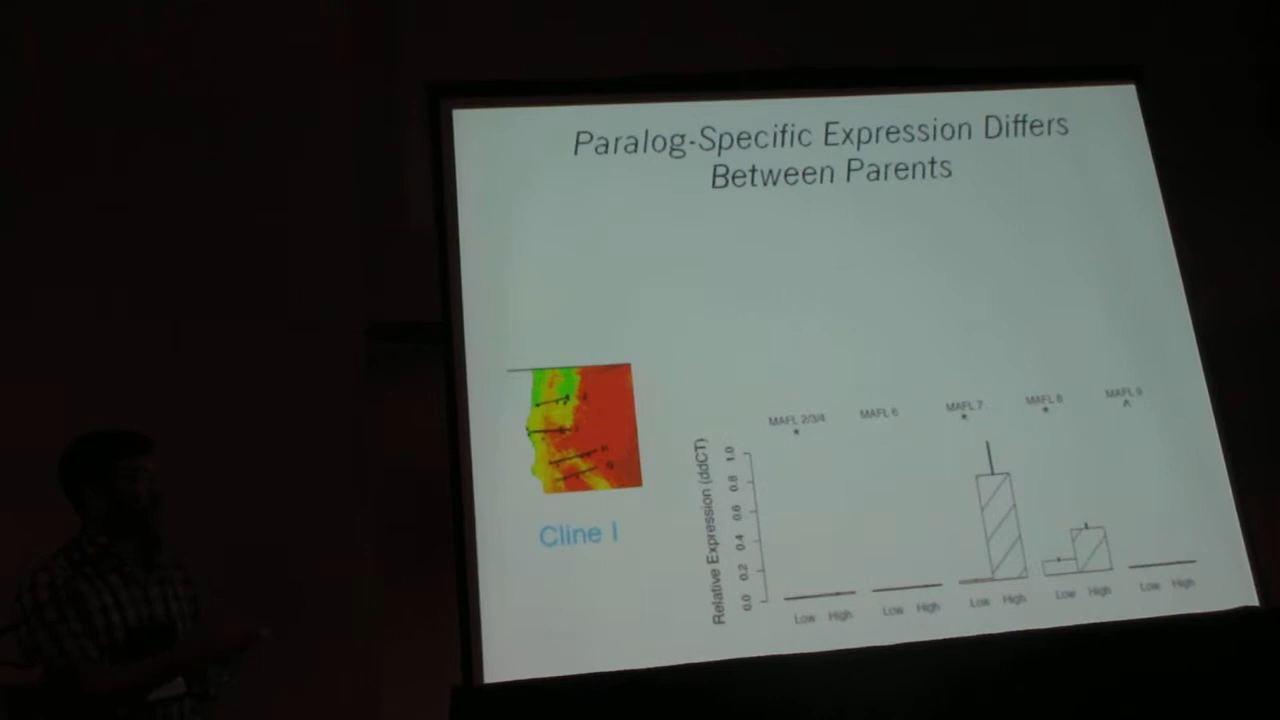 Paralog-Specific Expression Differs
Between Parents
Cline I
MAFL 2/3/4 MAFL 6 MAFL 7 MAFL 8 MAFL 9
* * * ^
Relative Expression (ddCT)
1.0
0.8
0.6
0.4
0.2
0.0
Low High Low High Low High Low High Low High